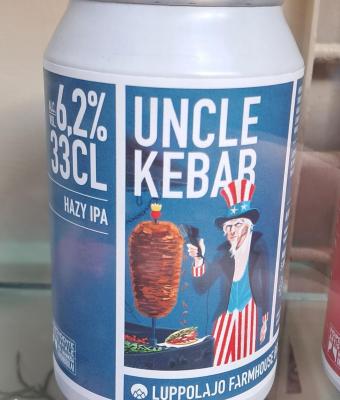 ALC. VOL.
6,2%
33CL
HAZY IPA
UNCLE
KEBAB
LUPPOLAJO FARMHOUSE